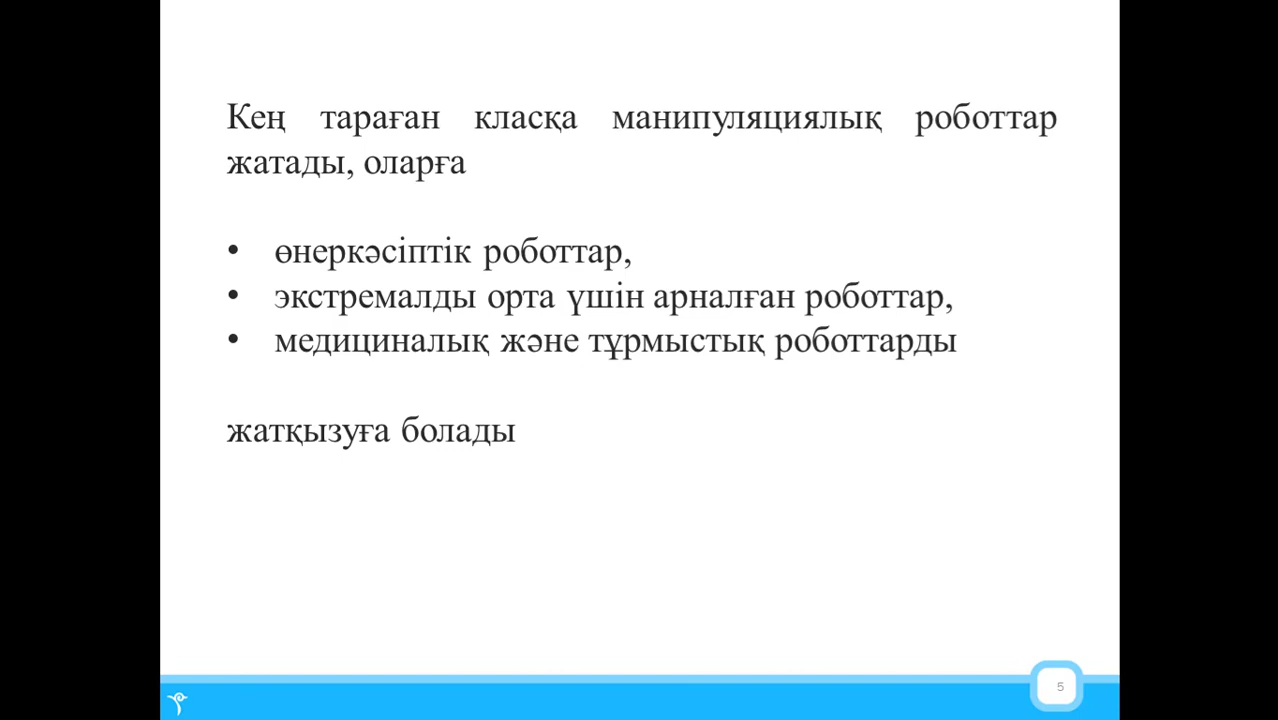 Кең тараған класқа манипуляциялық роботтар
жатады, оларға
• өнеркәсіптік роботтар,
• экстремалды орта үшін арналған роботтар,
• медициналық және тұрмыстық роботтарды
жатқызуға болады
5